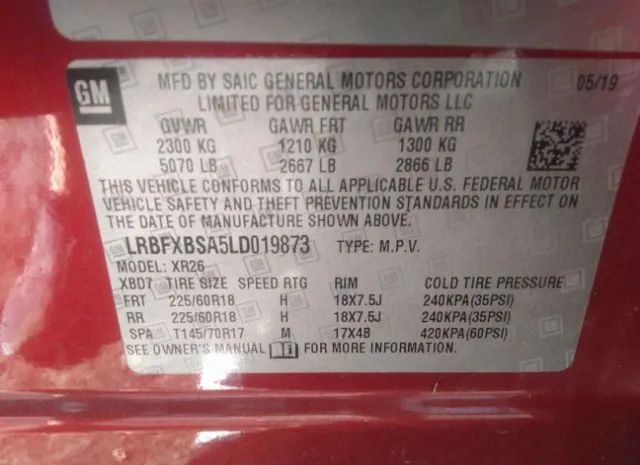 GM
MFD BY SAIC GENERAL MOTORS CORPORATION 05/19
LIMITED FOR GENERAL MOTORS LLC
GVWR GAWR FRT GAWR RR
2300 KG 1210 KG 1300 KG
5070 LB 2667 LB 2866 LB
THIS VEHICLE CONFORMS TO ALL APPLICABLE U.S. FEDERAL MOTOR
VEHICLE SAFETY AND THEFT PREVENTION STANDARDS IN EFFECT ON
THE DATE OF MANUFACTURE SHOWN ABOVE.
LRBFXBSA5LD019873 TYPE: M.P.V.
MODEL: XR26
XBD7 TIRE SIZE SPEED RTG RIM COLD TIRE PRESSURE
FRT 225/60R18 H 18X7.5J 240KPA(35PSI)
RR 225/60R18 H 18X7.5J 240KPA(35PSI)
SPA T145/70R17 M 17X4B 420KPA(60PSI)
SEE OWNER'S MANUAL FOR MORE INFORMATION.